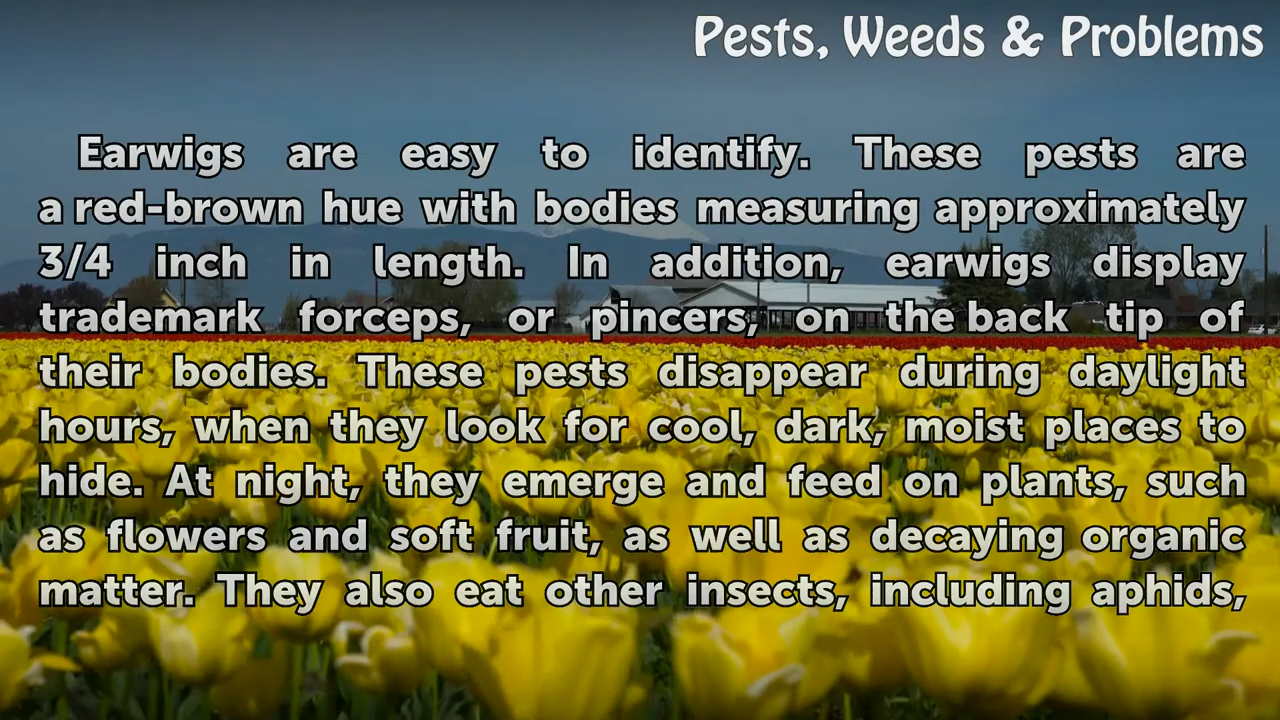 Pests, Weeds & Problems
Earwigs are easy to identify. These pests are
a red-brown hue with bodies measuring approximately
3/4 inch in length. In addition, earwigs display
trademark forceps, or pincers, on the back tip of
their bodies. These pests disappear during daylight
hours, when they look for cool, dark, moist places to
hide. At night, they emerge and feed on plants, such
as flowers and soft fruit, as well as decaying organic
matter. They also eat other insects, including aphids,